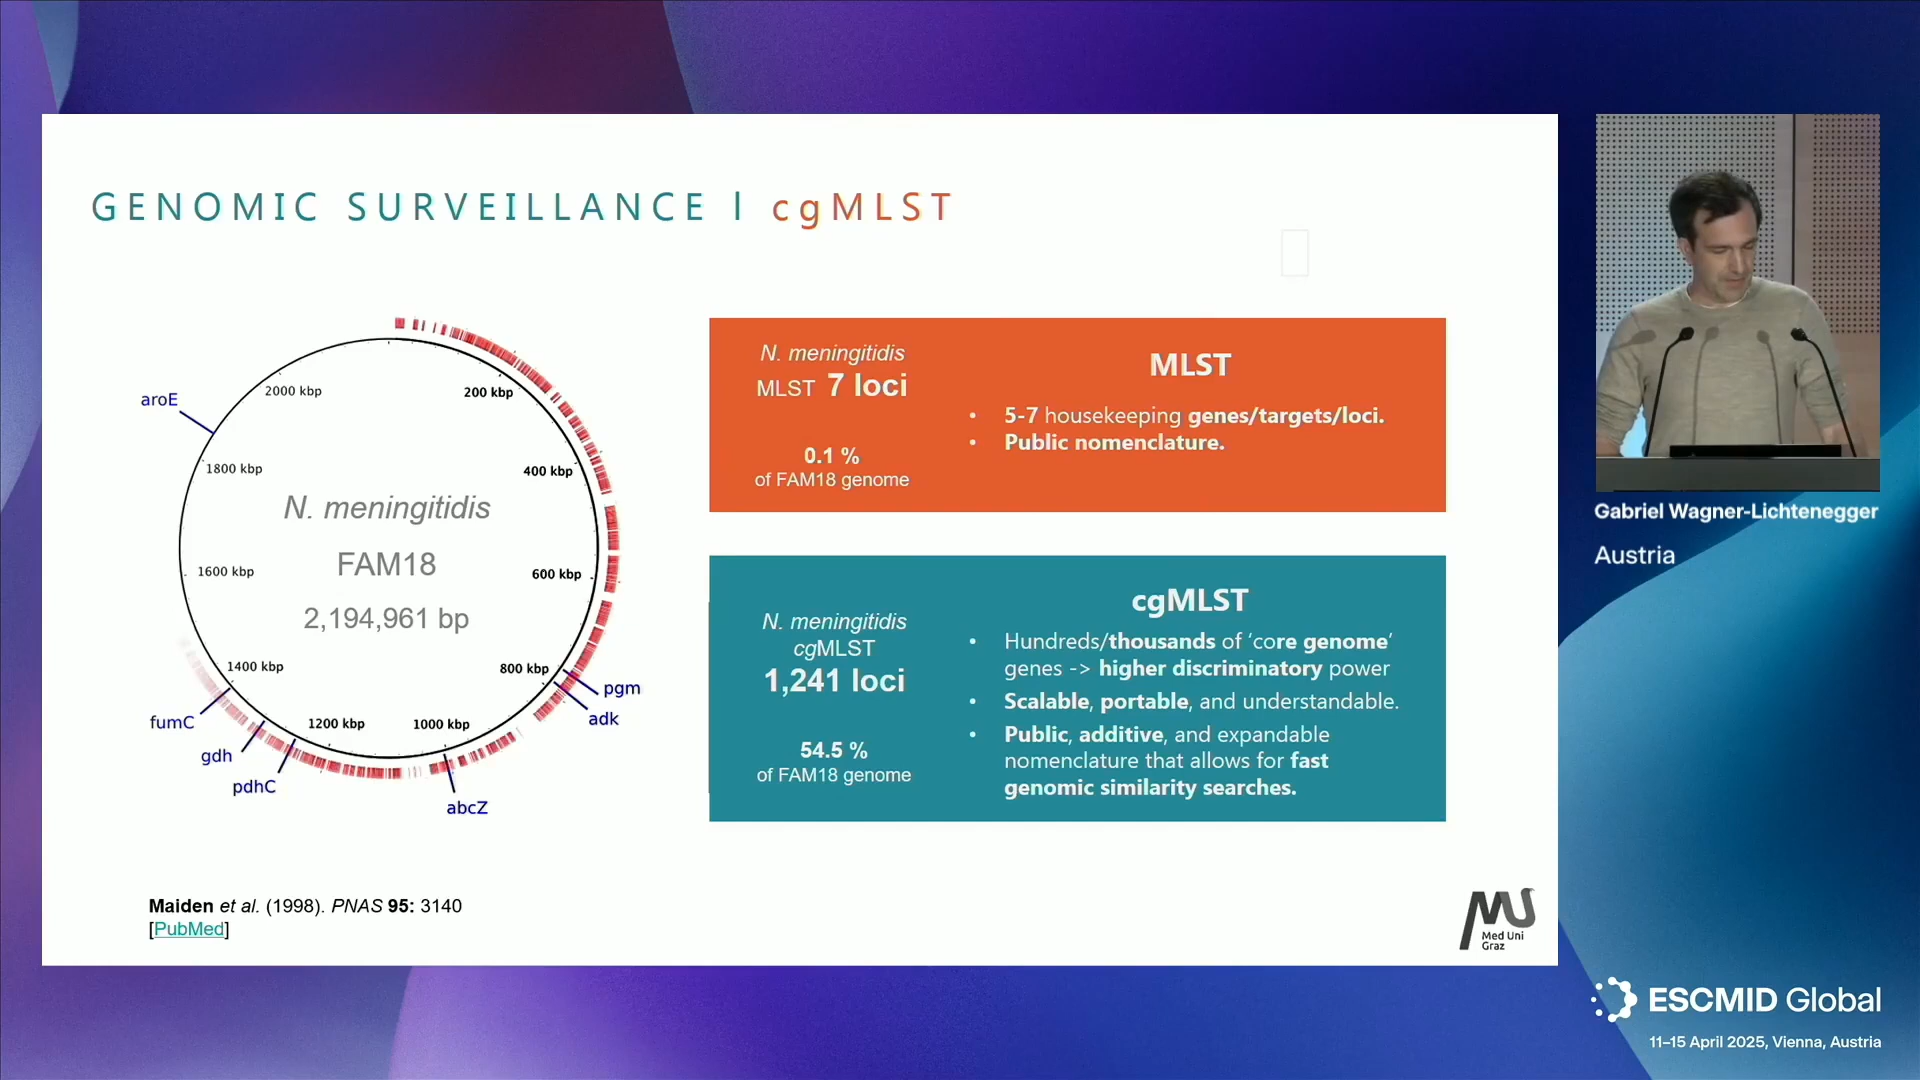 GENOMIC SURVEILLANCE | cgMLST
aroE
2000 kbp
200 kbp
1800 kbp
400 kbp
N. meningitidis
FAM18
2,194,961 bp
1600 kbp
600 kbp
1400 kbp
800 kbp
pgm
adk
fumC
1200 kbp
1000 kbp
gdh
pdhC
abcZ
N. meningitidis
MLST 7 loci
0.1 %
of FAM18 genome
MLST
• 5-7 housekeeping genes/targets/loci.
• Public nomenclature.
N. meningitidis
cgMLST
1,241 loci
54.5 %
of FAM18 genome
cgMLST
• Hundreds/thousands of ‘core genome’
genes -> higher discriminatory power
• Scalable, portable, and understandable.
• Public, additive, and expandable
nomenclature that allows for fast
genomic similarity searches.
Maiden et al. (1998). PNAS 95: 3140
[PubMed]
Med Uni
Graz
Gabriel Wagner-Lichtenegger
Austria
ESCMID Global
11–15 April 2025, Vienna, Austria